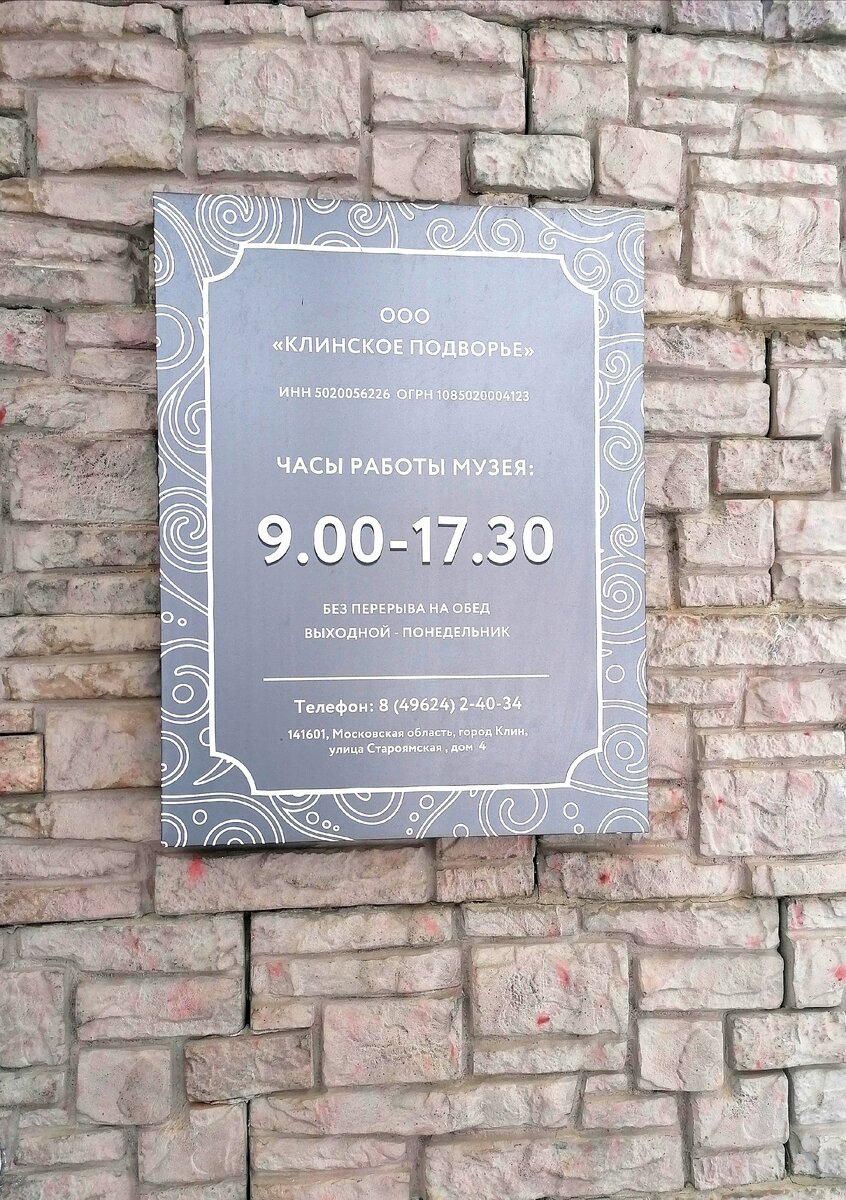 ООО
«КЛИНСКОЕ ПОДВОРЬЕ»
ИНН 5020056226 ОГРН 1085020004123
ЧАСЫ РАБОТЫ МУЗЕЯ:
9.00-17.30
БЕЗ ПЕРЕРЫВА НА ОБЕД
ВЫХОДНОЙ - ПОНЕДЕЛЬНИК
Телефон: 8 (49624) 2-40-34
141601, Московская область, город Клин,
улица Староямская , дом 4